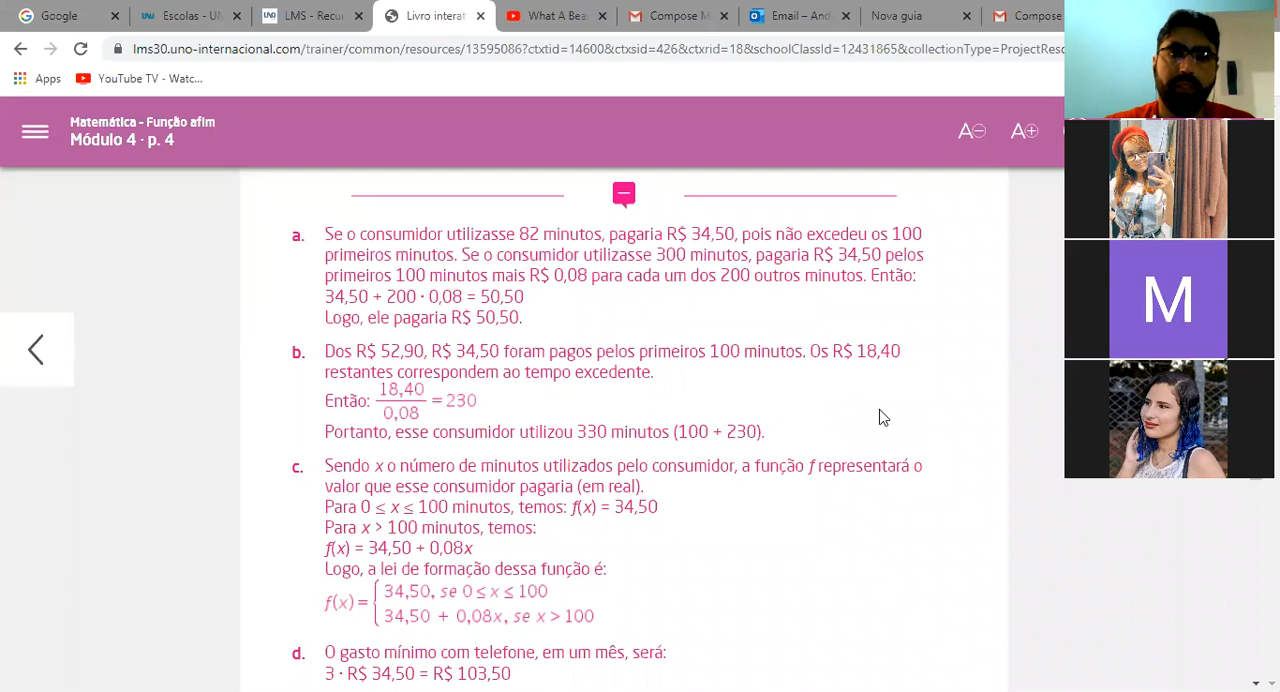 Google
Escolas - UN
LMS - Recu
Livro interat
What A Bea
Compose M
Email – And
Nova guia
Compose
lms30.uno-internacional.com/trainer/common/resources/13595086?ctxtid=14600&ctxsid=426&ctxrid=18&schoolClassId=12431865&collectionType=ProjectReso
Apps
YouTube TV - Watc...
Matemática - Função afim
Módulo 4 · p. 4
A−
A+
a. Se o consumidor utilizasse 82 minutos, pagaria R$ 34,50, pois não excedeu os 100
primeiros minutos. Se o consumidor utilizasse 300 minutos, pagaria R$ 34,50 pelos
primeiros 100 minutos mais R$ 0,08 para cada um dos 200 outros minutos. Então:
34,50 + 200 · 0,08 = 50,50
Logo, ele pagaria R$ 50,50.
b. Dos R$ 52,90, R$ 34,50 foram pagos pelos primeiros 100 minutos. Os R$ 18,40
restantes correspondem ao tempo excedente.
Então: 18,40/0,08 = 230
Portanto, esse consumidor utilizou 330 minutos (100 + 230).
c. Sendo x o número de minutos utilizados pelo consumidor, a função f representará o
valor que esse consumidor pagaria (em real).
Para 0 ≤ x ≤ 100 minutos, temos: f(x) = 34,50
Para x > 100 minutos, temos:
f(x) = 34,50 + 0,08x
Logo, a lei de formação dessa função é:
f(x) = { 34,50, se 0 ≤ x ≤ 100
34,50 + 0,08x, se x > 100
d. O gasto mínimo com telefone, em um mês, será:
3 · R$ 34,50 = R$ 103,50
M